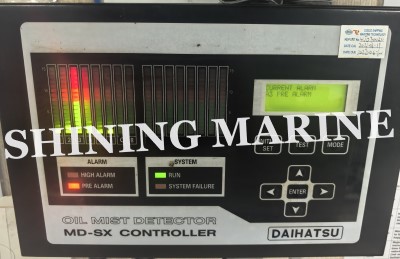 CURRENT ALARM
PRE ALARM
SHINING MARINE
SET
TEST
MODE
ALARM
SYSTEM
HIGH ALARM
RUN
PRE ALARM
SYSTEM FAILURE
ENTER
OIL MIST DETECTOR
MD-SX CONTROLLER
DAIHATSU